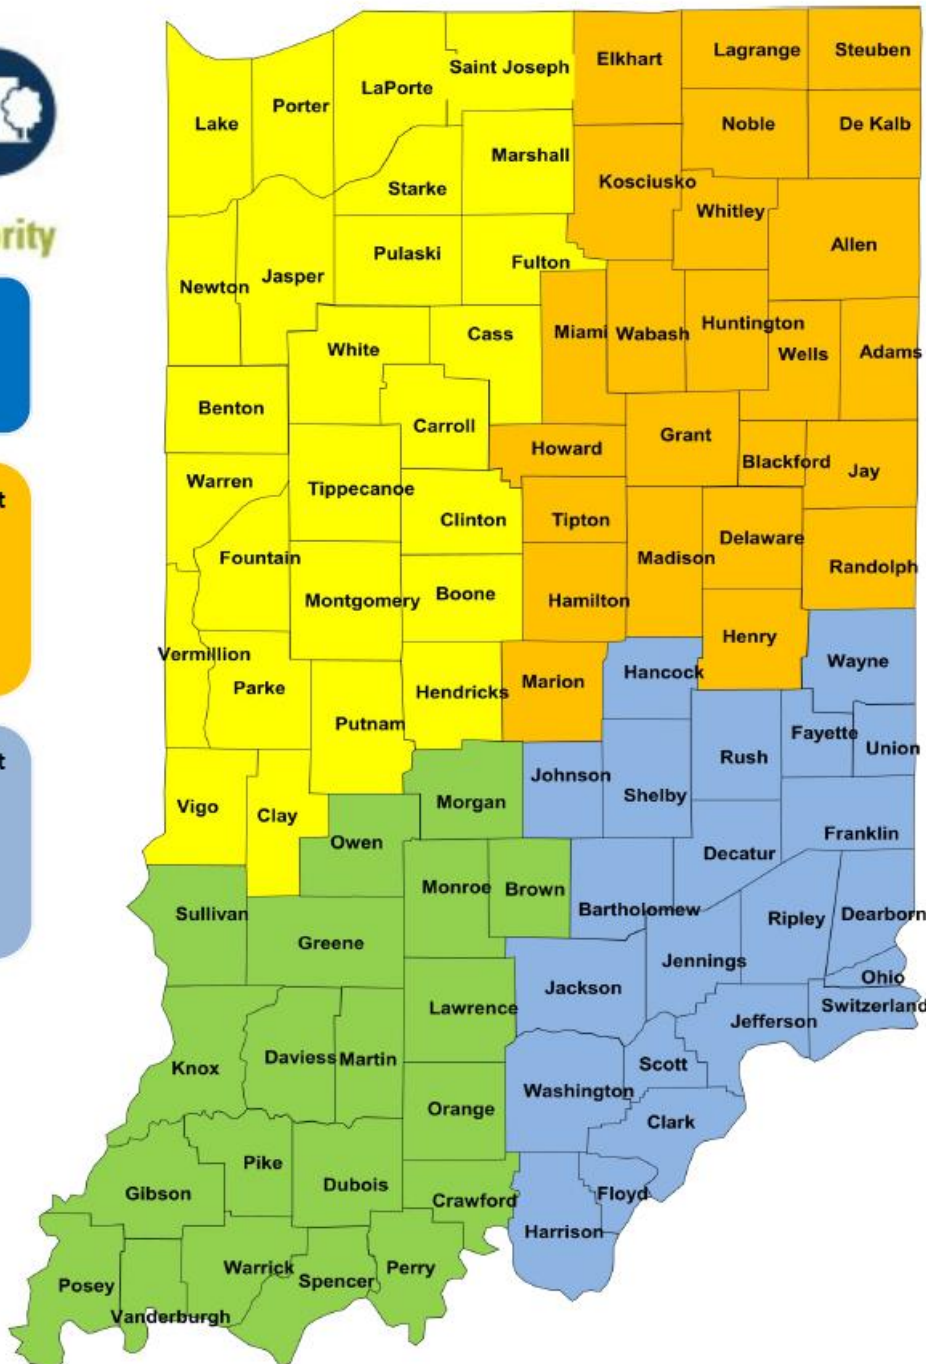 Saint Joseph
Elkhart
Lagrange
Steuben
LaPorte
Porter
Lake
Noble
De Kalb
Marshall
Starke
Kosciusko
Whitley
rity
Allen
Pulaski
Fulton
Jasper
Newton
Miami
Wabash
Huntington
Cass
White
Wells
Adams
Benton
Carroll
Grant
Howard
Blackford
Jay
Warren
Tippecanoe
t
Clinton
Tipton
Delaware
Fountain
Madison
Randolph
Montgomery
Boone
Hamilton
Henry
Vermillion
Wayne
Hancock
Parke
Hendricks
Marion
Putnam
Fayette
Union
Rush
t
Johnson
Shelby
Vigo
Clay
Morgan
Franklin
Owen
Decatur
Monroe
Brown
Sullivan
Bartholomew
Ripley
Dearborn
Greene
Jennings
Ohio
Jackson
Lawrence
Switzerland
Jefferson
Daviess
Martin
Knox
Scott
Washington
Orange
Clark
Pike
Dubois
Gibson
Crawford
Floyd
Harrison
Warrick
Perry
Spencer
Posey
Vanderburgh